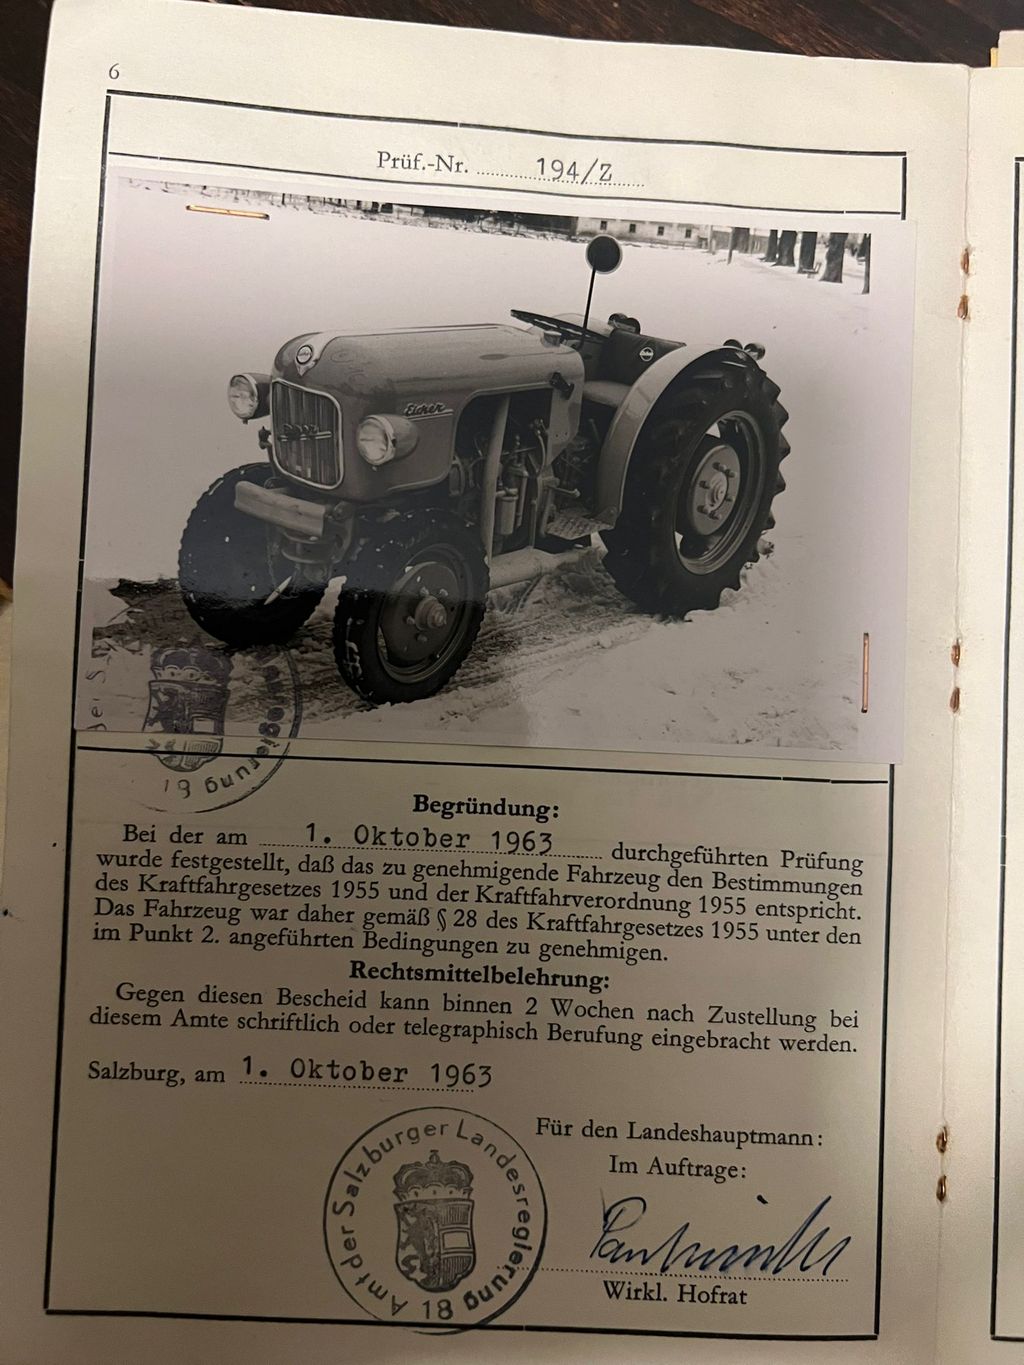 6
Prüf.-Nr. 194/Z
Eicher
Begründung:
Bei der am 1. Oktober 1963 durchgeführten Prüfung
wurde festgestellt, daß das zu genehmigende Fahrzeug den Bestimmungen
des Kraftfahrgesetzes 1955 und der Kraftfahrverordnung 1955 entspricht.
Das Fahrzeug war daher gemäß § 28 des Kraftfahrgesetzes 1955 unter den
im Punkt 2. angeführten Bedingungen zu genehmigen.
Rechtsmittelbelehrung:
Gegen diesen Bescheid kann binnen 2 Wochen nach Zustellung bei
diesem Amte schriftlich oder telegraphisch Berufung eingebracht werden.
Salzburg, am 1. Oktober 1963
Für den Landeshauptmann:
Im Auftrage:
Amt der Salzburger Landesregierung
18
Wirkl. Hofrat